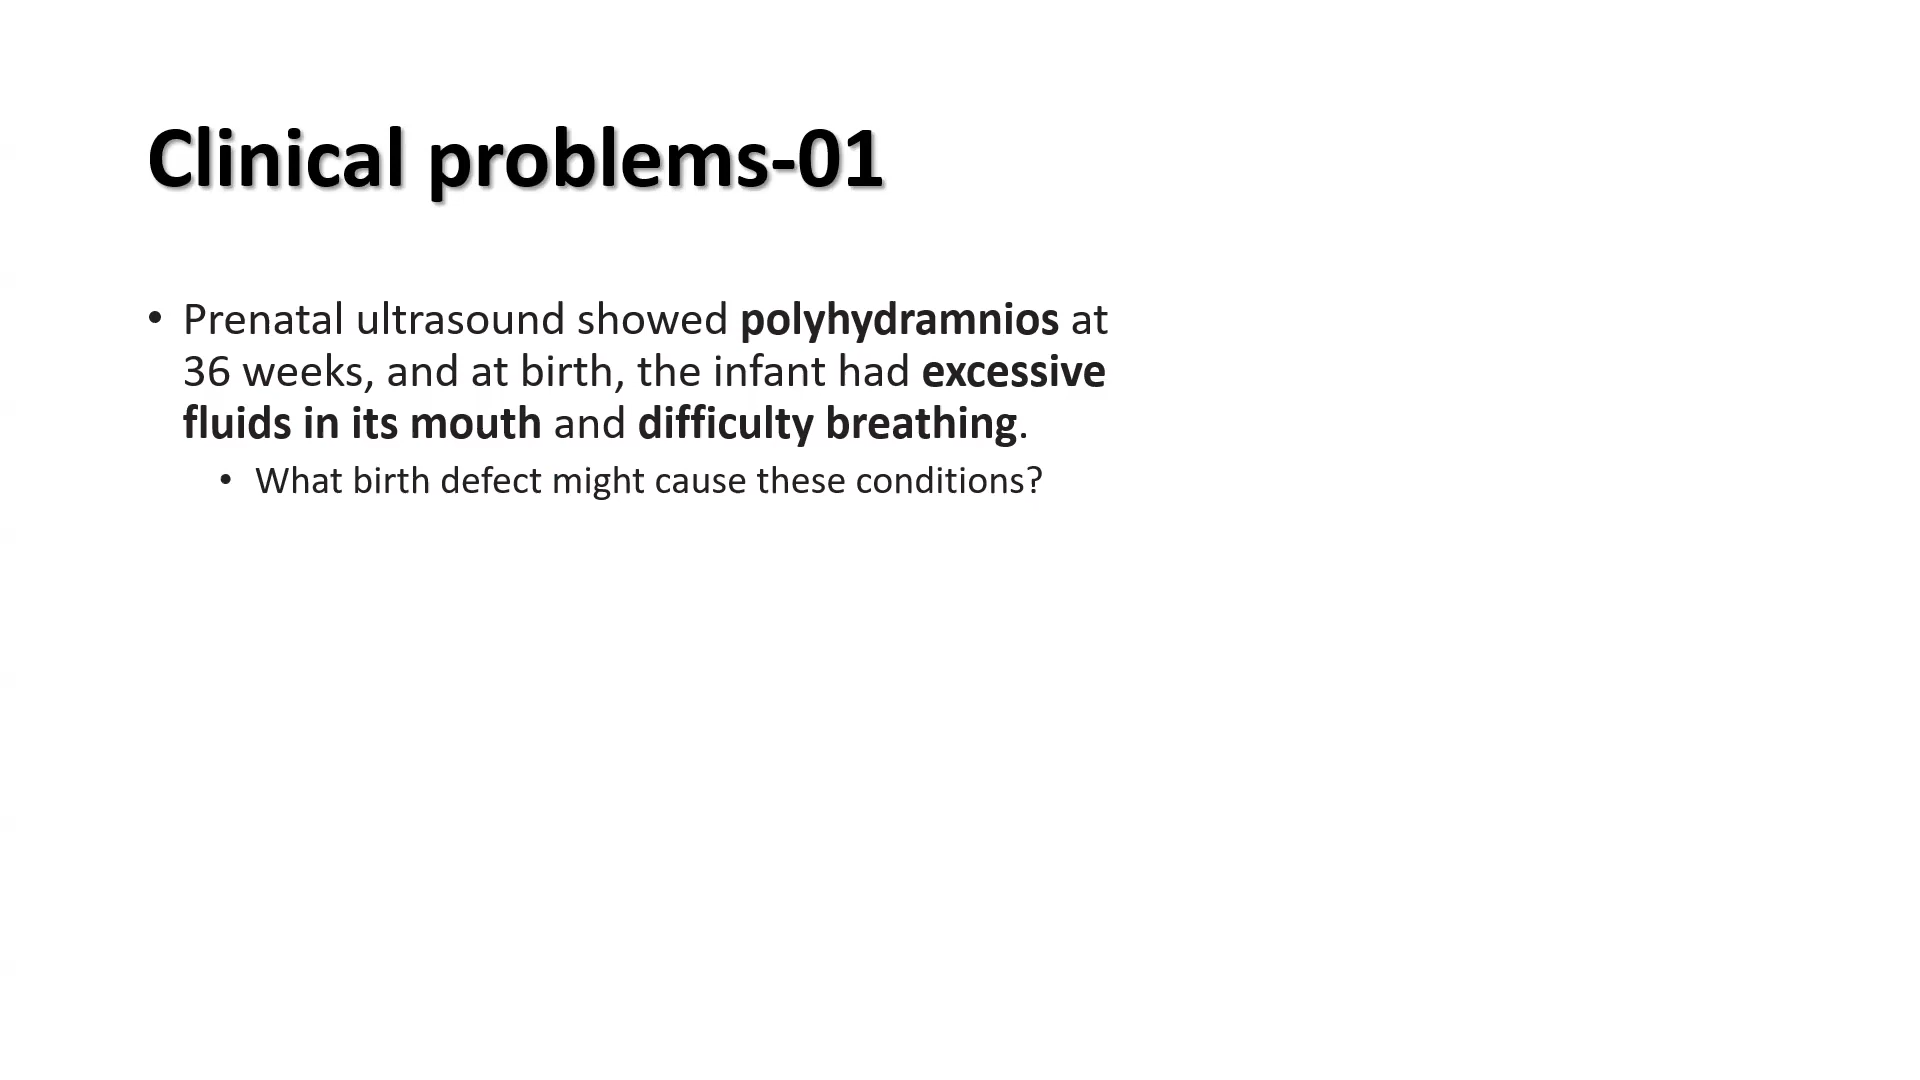 Clinical problems-01
• Prenatal ultrasound showed polyhydramnios at
36 weeks, and at birth, the infant had excessive
fluids in its mouth and difficulty breathing.
• What birth defect might cause these conditions?